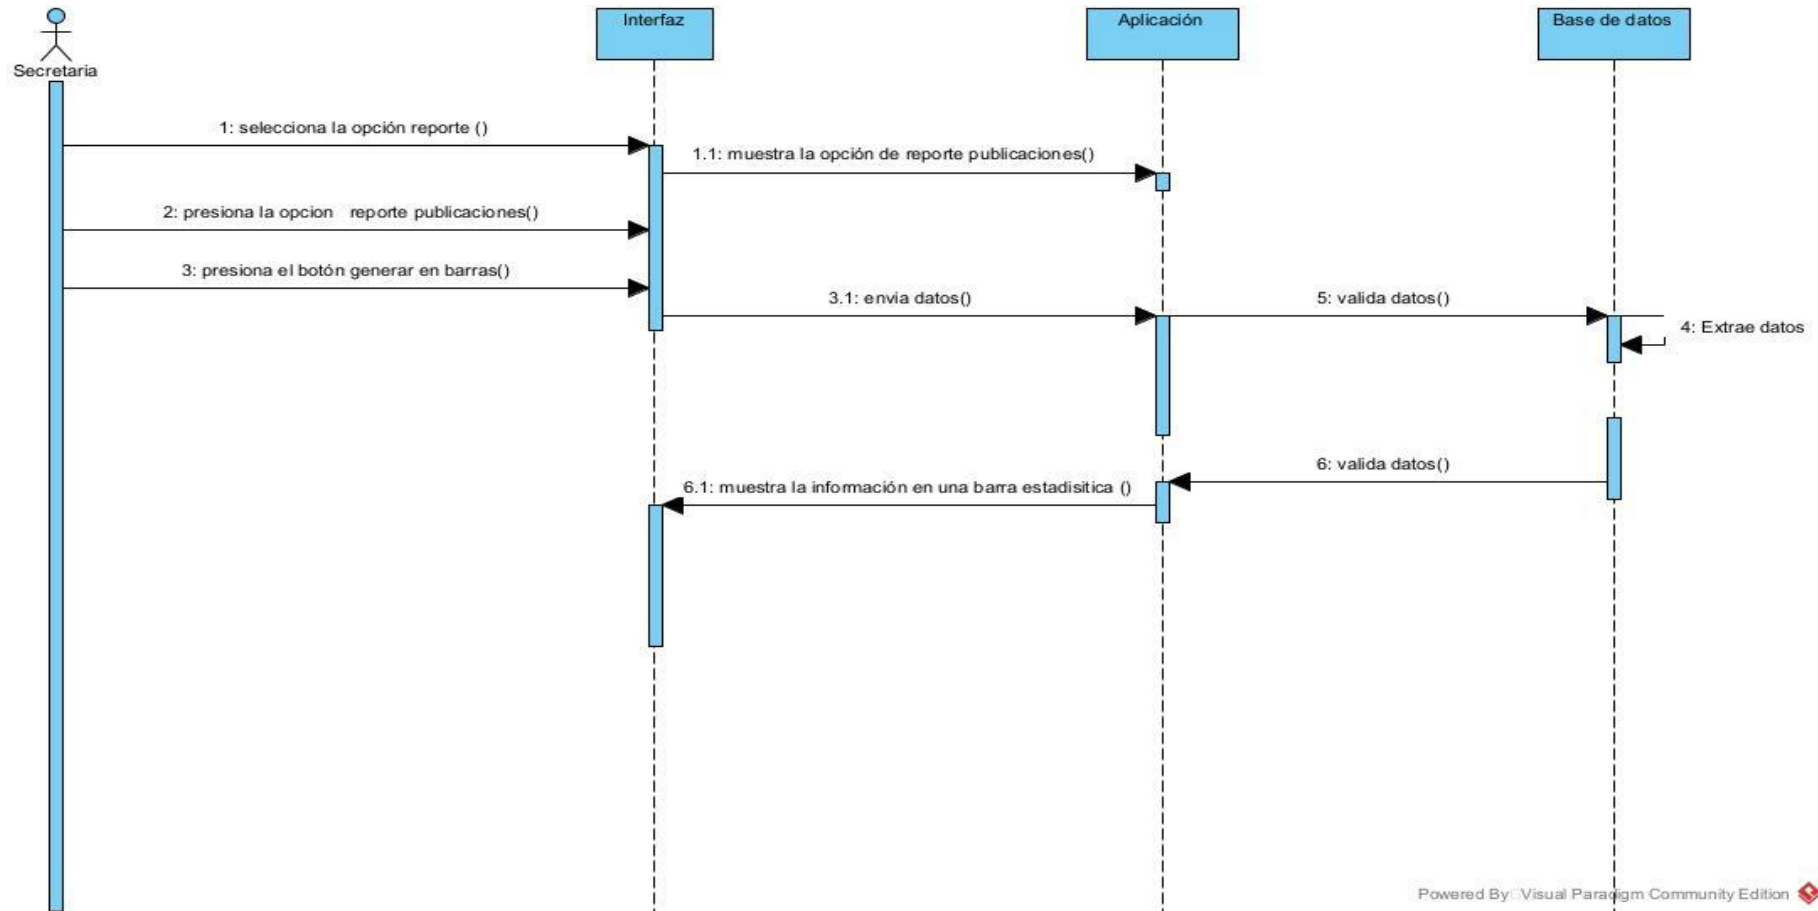 Secretaria
Interfaz
Aplicación
Base de datos
1: selecciona la opción reporte ()
1.1: muestra la opción de reporte publicaciones()
2: presiona la opcion reporte publicaciones()
3: presiona el botón generar en barras()
3.1: envia datos()
5: valida datos()
4: Extrae datos
6: valida datos()
6.1: muestra la información en una barra estadisitica ()
Powered By Visual Paradigm Community Edition